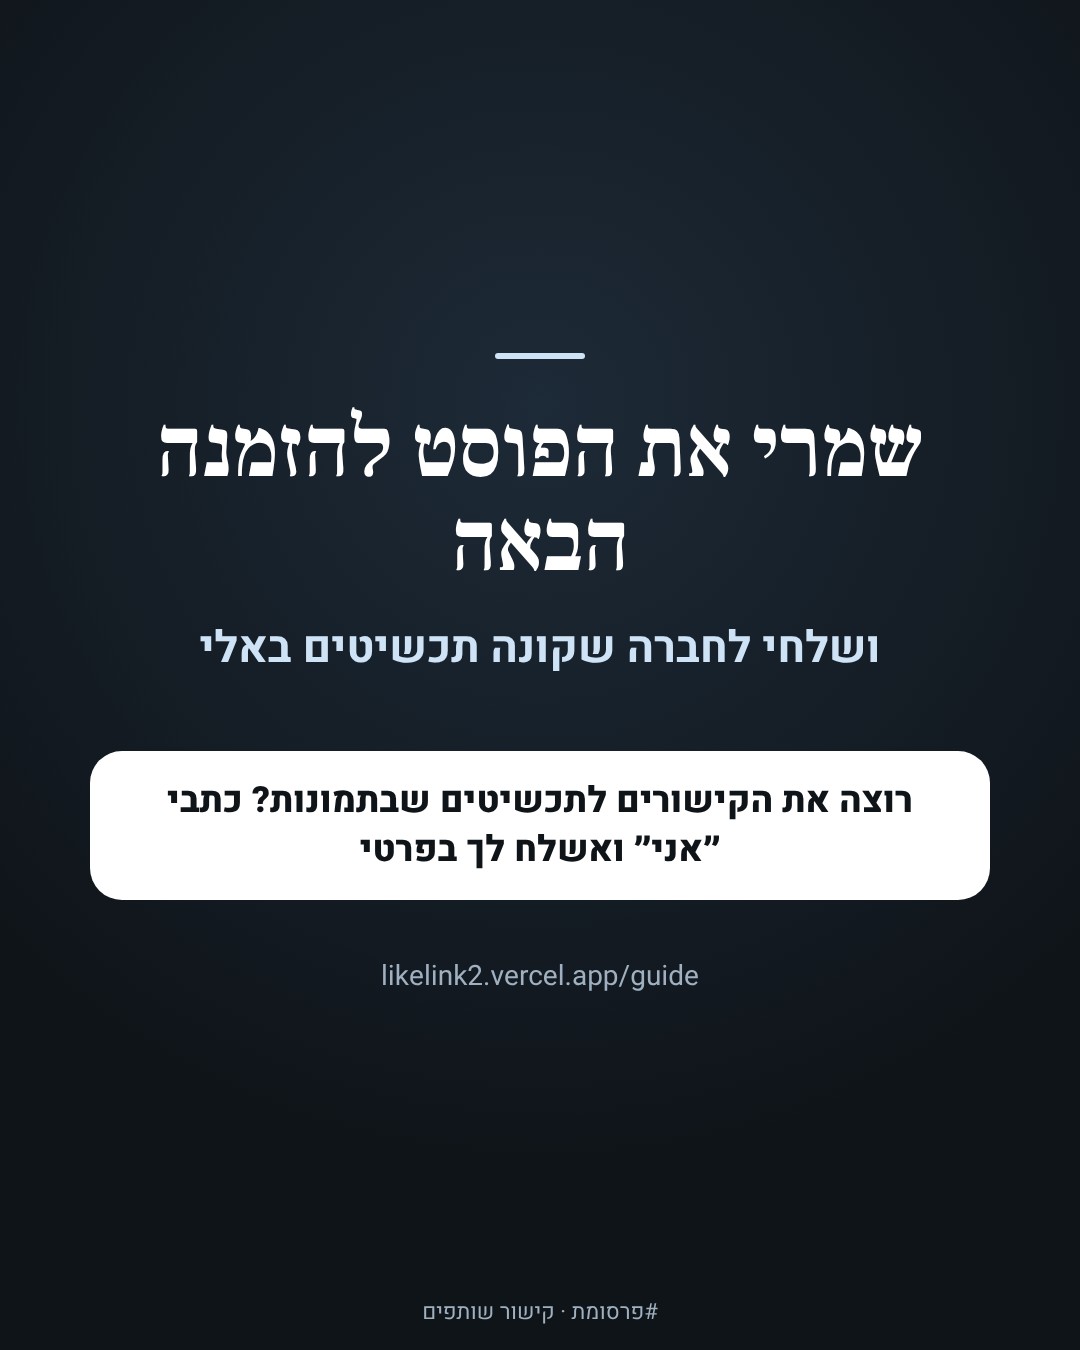 שמרי את הפוסט להזמנה
הבאה
ושלחי לחברה שקונה תכשיטים באלי
רוצה את הקישורים לתכשיטים שבתמונות? כתבי
”אני” ואשלח לך בפרטי
likelink2.vercel.app/guide
#פרסומת · קישור שותפים